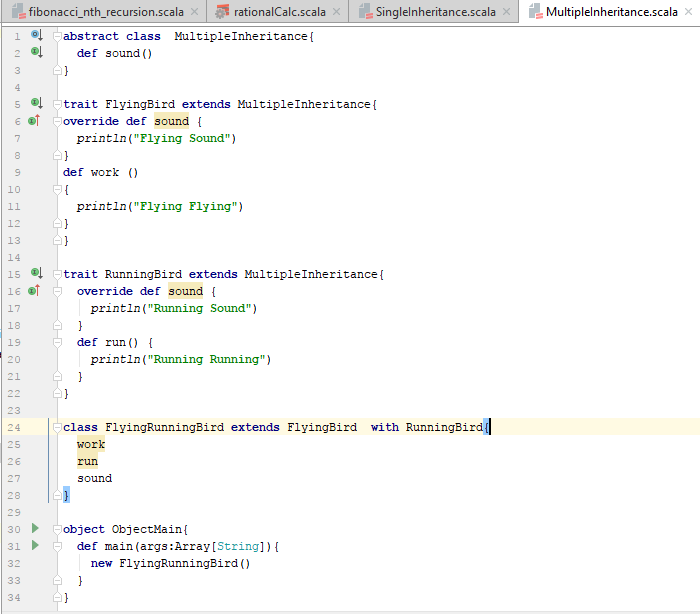 fibonacci_nth_recursion.scala × rationalCalc.scala × SingleInheritance.scala × MultipleInheritance.scala ×
1 abstract class  MultipleInheritance{
2   def sound()
3 }
4
5 trait FlyingBird extends MultipleInheritance{
6 override def sound {
7   println("Flying Sound")
8 }
9 def work ()
10 {
11   println("Flying Flying")
12 }
13 }
14
15 trait RunningBird extends MultipleInheritance{
16   override def sound {
17     println("Running Sound")
18   }
19   def run() {
20     println("Running Running")
21   }
22 }
23
24 class FlyingRunningBird extends FlyingBird  with RunningBird{
25   work
26   run
27   sound
28 }
29
30 object ObjectMain{
31   def main(args:Array[String]){
32     new FlyingRunningBird()
33   }
34 }